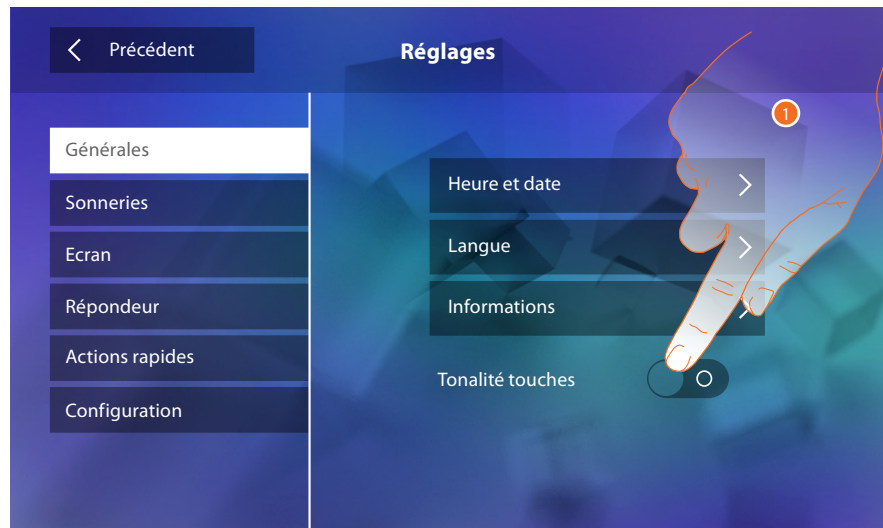 Précédent
Réglages
1
Générales
Sonneries
Ecran
Répondeur
Actions rapides
Configuration
Heure et date
Langue
Informations
Tonalité touches